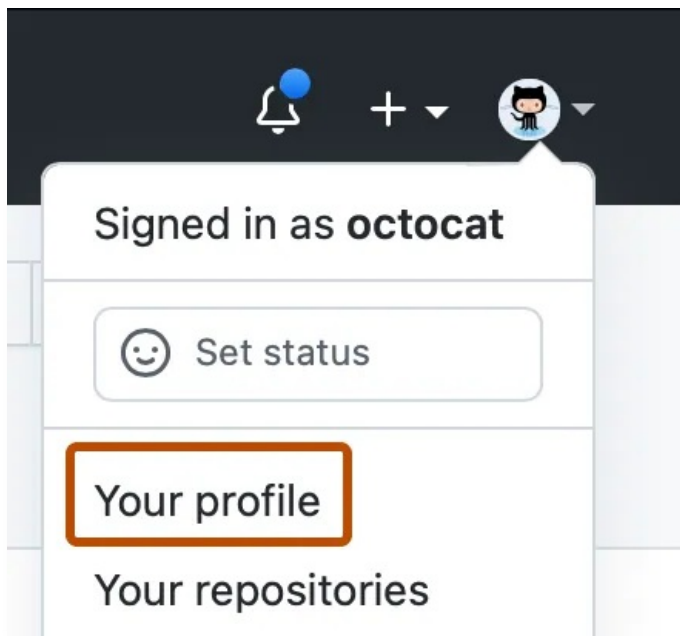 Signed in as octocat
Set status
Your profile
Your repositories